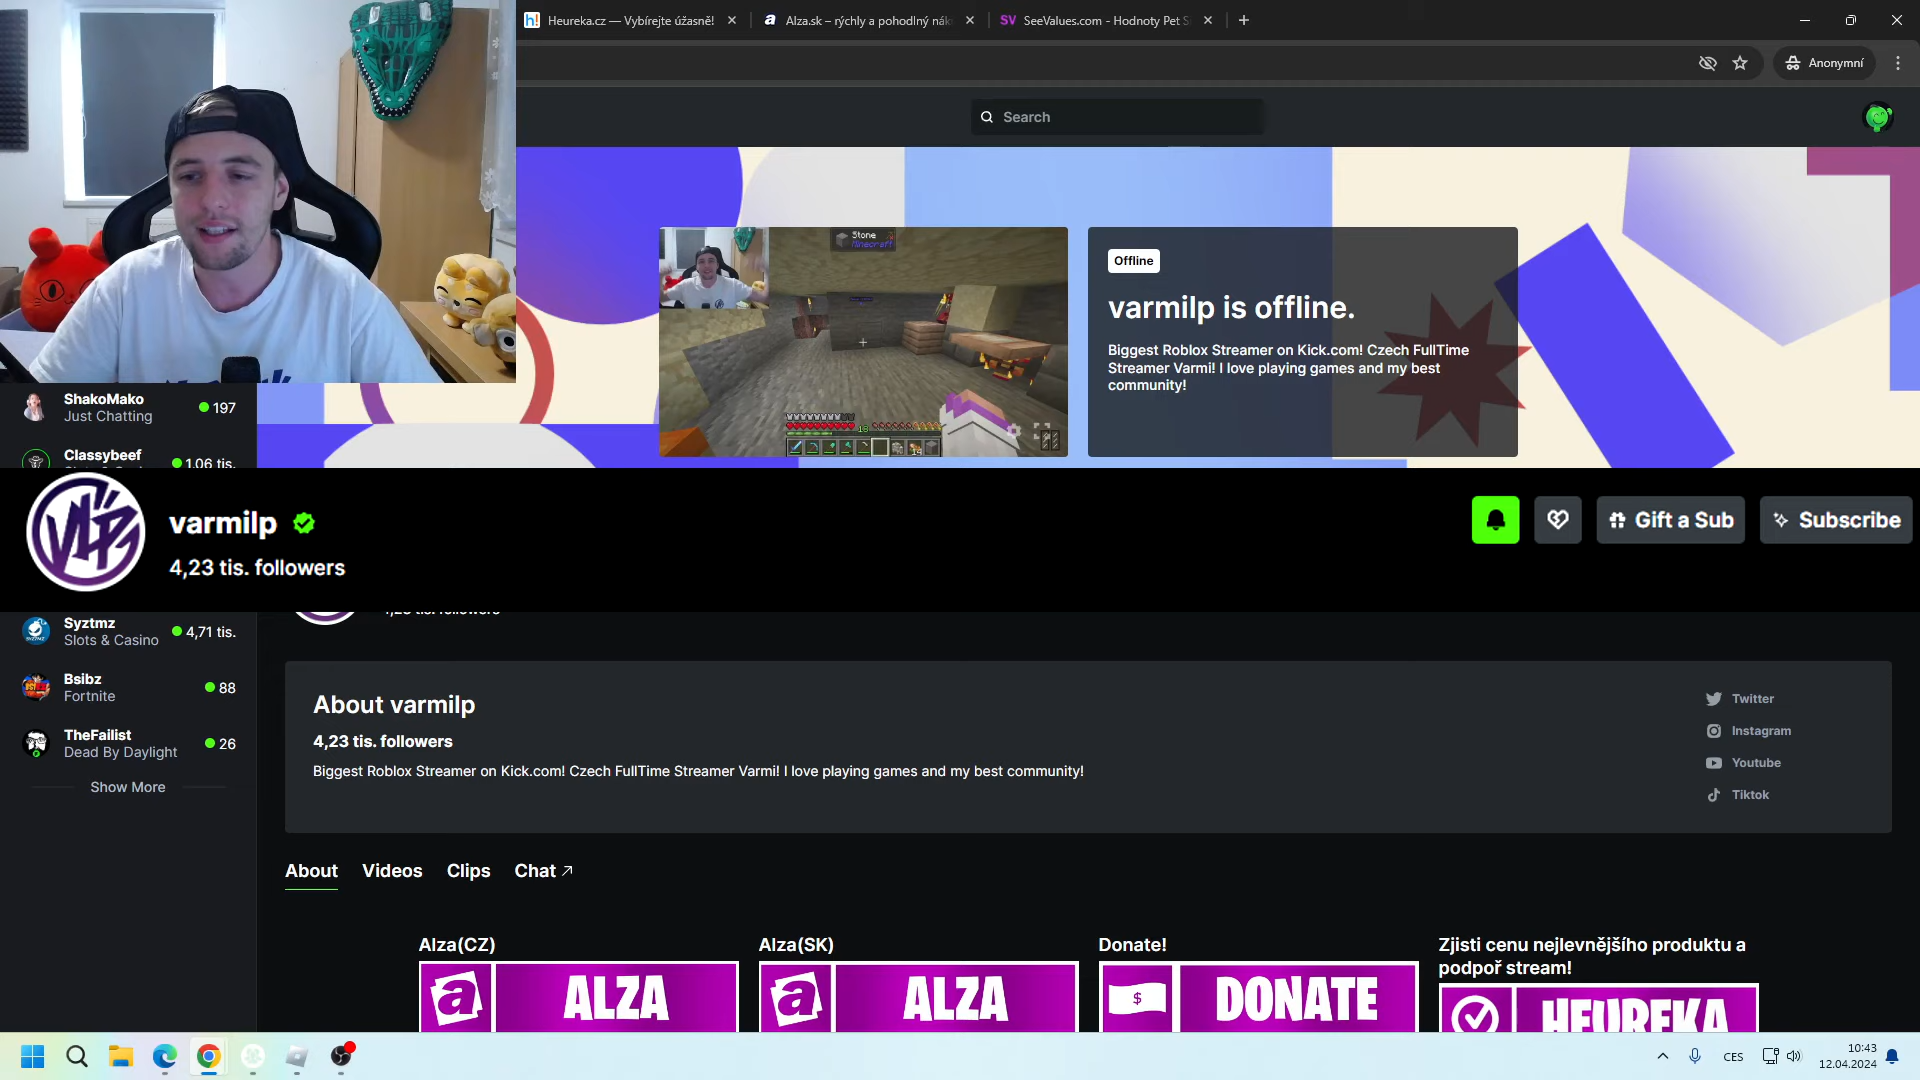 Heureka.cz — Vybírejte úžasně!
Alza.sk – rýchly a pohodlný nák
SV SeeValues.com - Hodnoty Pet S
Anonymní
Search
Stone
Minecraft
Offline
varmilp is offline.
Biggest Roblox Streamer on Kick.com! Czech FullTime
Streamer Varmi! I love playing games and my best
community!
ShakoMako
Just Chatting
197
Classybeef
1,06 tis.
varmilp
4,23 tis. followers
Gift a Sub
Subscribe
Syztmz
Slots & Casino
4,71 tis.
Bsibz
Fortnite
88
TheFailist
Dead By Daylight
26
Show More
About varmilp
4,23 tis. followers
Biggest Roblox Streamer on Kick.com! Czech FullTime Streamer Varmi! I love playing games and my best community!
Twitter
Instagram
Youtube
Tiktok
About
Videos
Clips
Chat
Alza(CZ)
ALZA
Alza(SK)
ALZA
Donate!
DONATE
Zjisti cenu nejlevnějšího produktu a
podpoř stream!
HEUREKA
CES
10:43
12.04.2024